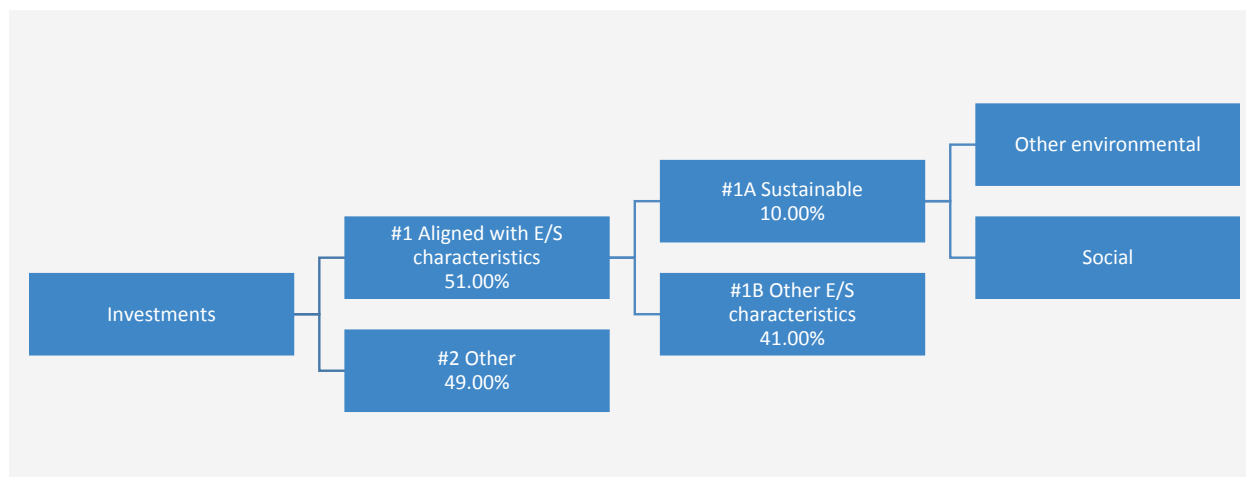 Investments
#1 Aligned with E/S
characteristics
51.00%
#2 Other
49.00%
#1A Sustainable
10.00%
#1B Other E/S
characteristics
41.00%
Other environmental
Social